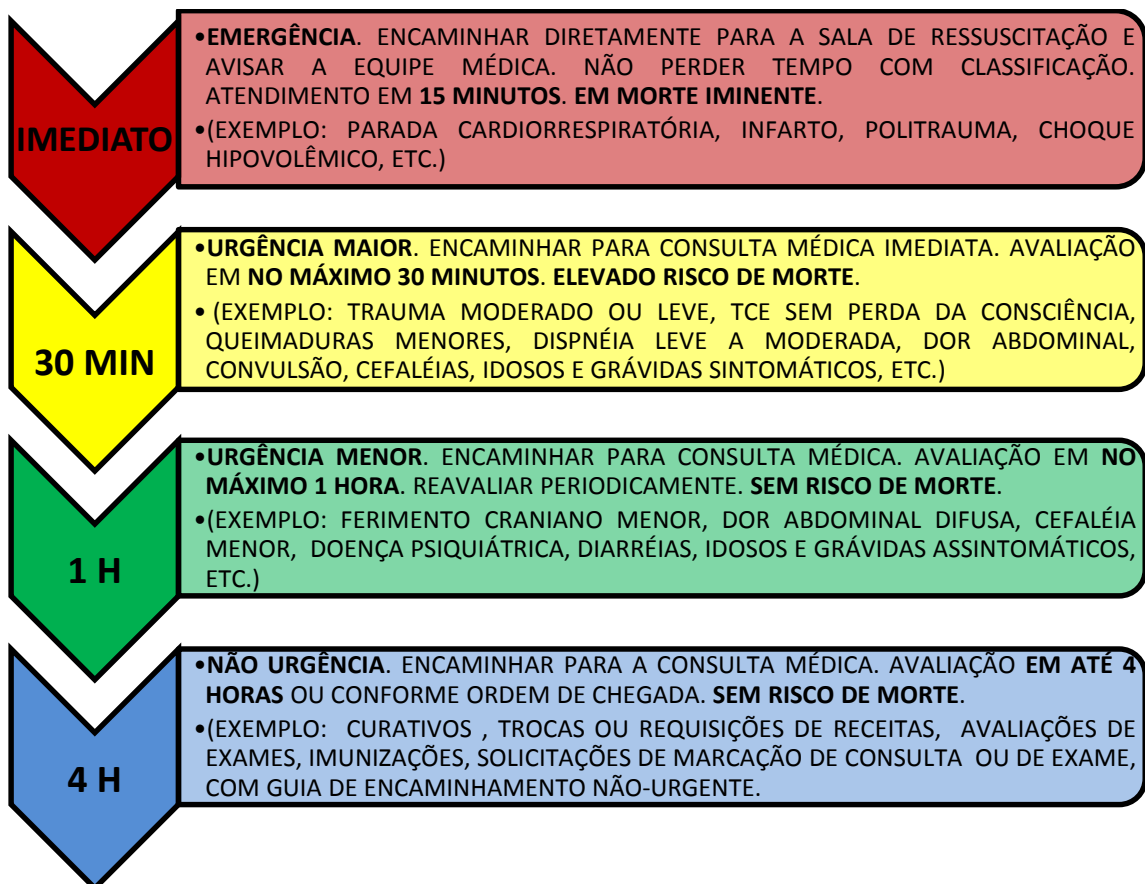 IMEDIATO
•EMERGÊNCIA. ENCAMINHAR DIRETAMENTE PARA A SALA DE RESSUSCITAÇÃO E
AVISAR A EQUIPE MÉDICA. NÃO PERDER TEMPO COM CLASSIFICAÇÃO.
ATENDIMENTO EM 15 MINUTOS. EM MORTE IMINENTE.
•(EXEMPLO: PARADA CARDIORRESPIRATÓRIA, INFARTO, POLITRAUMA, CHOQUE
HIPOVOLÊMICO, ETC.)
30 MIN
•URGÊNCIA MAIOR. ENCAMINHAR PARA CONSULTA MÉDICA IMEDIATA. AVALIAÇÃO
EM NO MÁXIMO 30 MINUTOS. ELEVADO RISCO DE MORTE.
• (EXEMPLO: TRAUMA MODERADO OU LEVE, TCE SEM PERDA DA CONSCIÊNCIA,
QUEIMADURAS MENORES, DISPNÉIA LEVE A MODERADA, DOR ABDOMINAL,
CONVULSÃO, CEFALÉIAS, IDOSOS E GRÁVIDAS SINTOMÁTICOS, ETC.)
1 H
•URGÊNCIA MENOR. ENCAMINHAR PARA CONSULTA MÉDICA. AVALIAÇÃO EM NO
MÁXIMO 1 HORA. REAVALIAR PERIODICAMENTE. SEM RISCO DE MORTE.
•(EXEMPLO: FERIMENTO CRANIANO MENOR, DOR ABDOMINAL DIFUSA, CEFALÉIA
MENOR, DOENÇA PSIQUIÁTRICA, DIARRÉIAS, IDOSOS E GRÁVIDAS ASSINTOMÁTICOS,
ETC.)
4 H
•NÃO URGÊNCIA. ENCAMINHAR PARA A CONSULTA MÉDICA. AVALIAÇÃO EM ATÉ 4
HORAS OU CONFORME ORDEM DE CHEGADA. SEM RISCO DE MORTE.
•(EXEMPLO: CURATIVOS , TROCAS OU REQUISIÇÕES DE RECEITAS, AVALIAÇÕES DE
EXAMES, IMUNIZAÇÕES, SOLICITAÇÕES DE MARCAÇÃO DE CONSULTA OU DE EXAME,
COM GUIA DE ENCAMINHAMENTO NÃO-URGENTE.